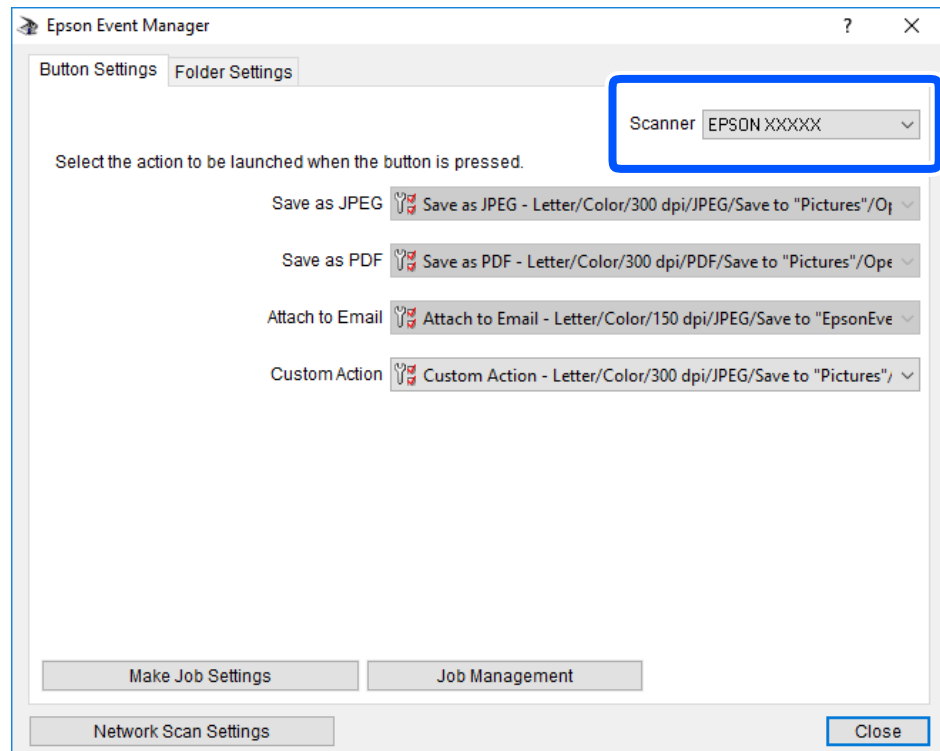 Epson Event Manager
?
Button Settings
Folder Settings
Scanner EPSON XXXXX
Select the action to be launched when the button is pressed.
Save as JPEG Save as JPEG - Letter/Color/300 dpi/JPEG/Save to "Pictures"/Op
Save as PDF Save as PDF - Letter/Color/300 dpi/PDF/Save to "Pictures"/Ope
Attach to Email Attach to Email - Letter/Color/150 dpi/JPEG/Save to "EpsonEve
Custom Action Custom Action - Letter/Color/300 dpi/JPEG/Save to "Pictures"/
Make Job Settings
Job Management
Network Scan Settings
Close